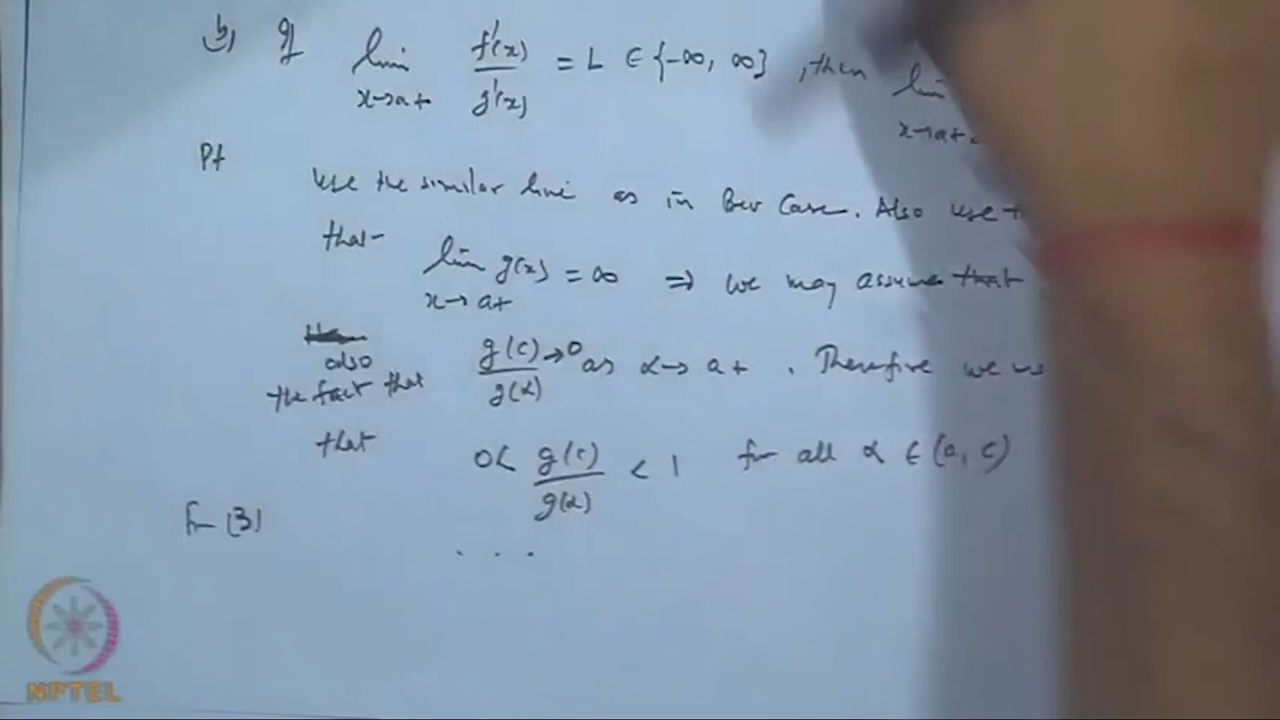 b) If lim x→a+ f'(x)/g'(x) = L ∈ {-∞, ∞}, then lim x→a+
Pf
Use the similar line as in Case. Also use
that lim x→a+ g(x) = ∞ ⇒ we may assume that
also
the fact that g(c)/g(α) → 0 as α → a+. Therefore we
that 0 < g(c)/g(α) < 1 for all α ∈ (a, c)
For (3)
. . .
NPTEL